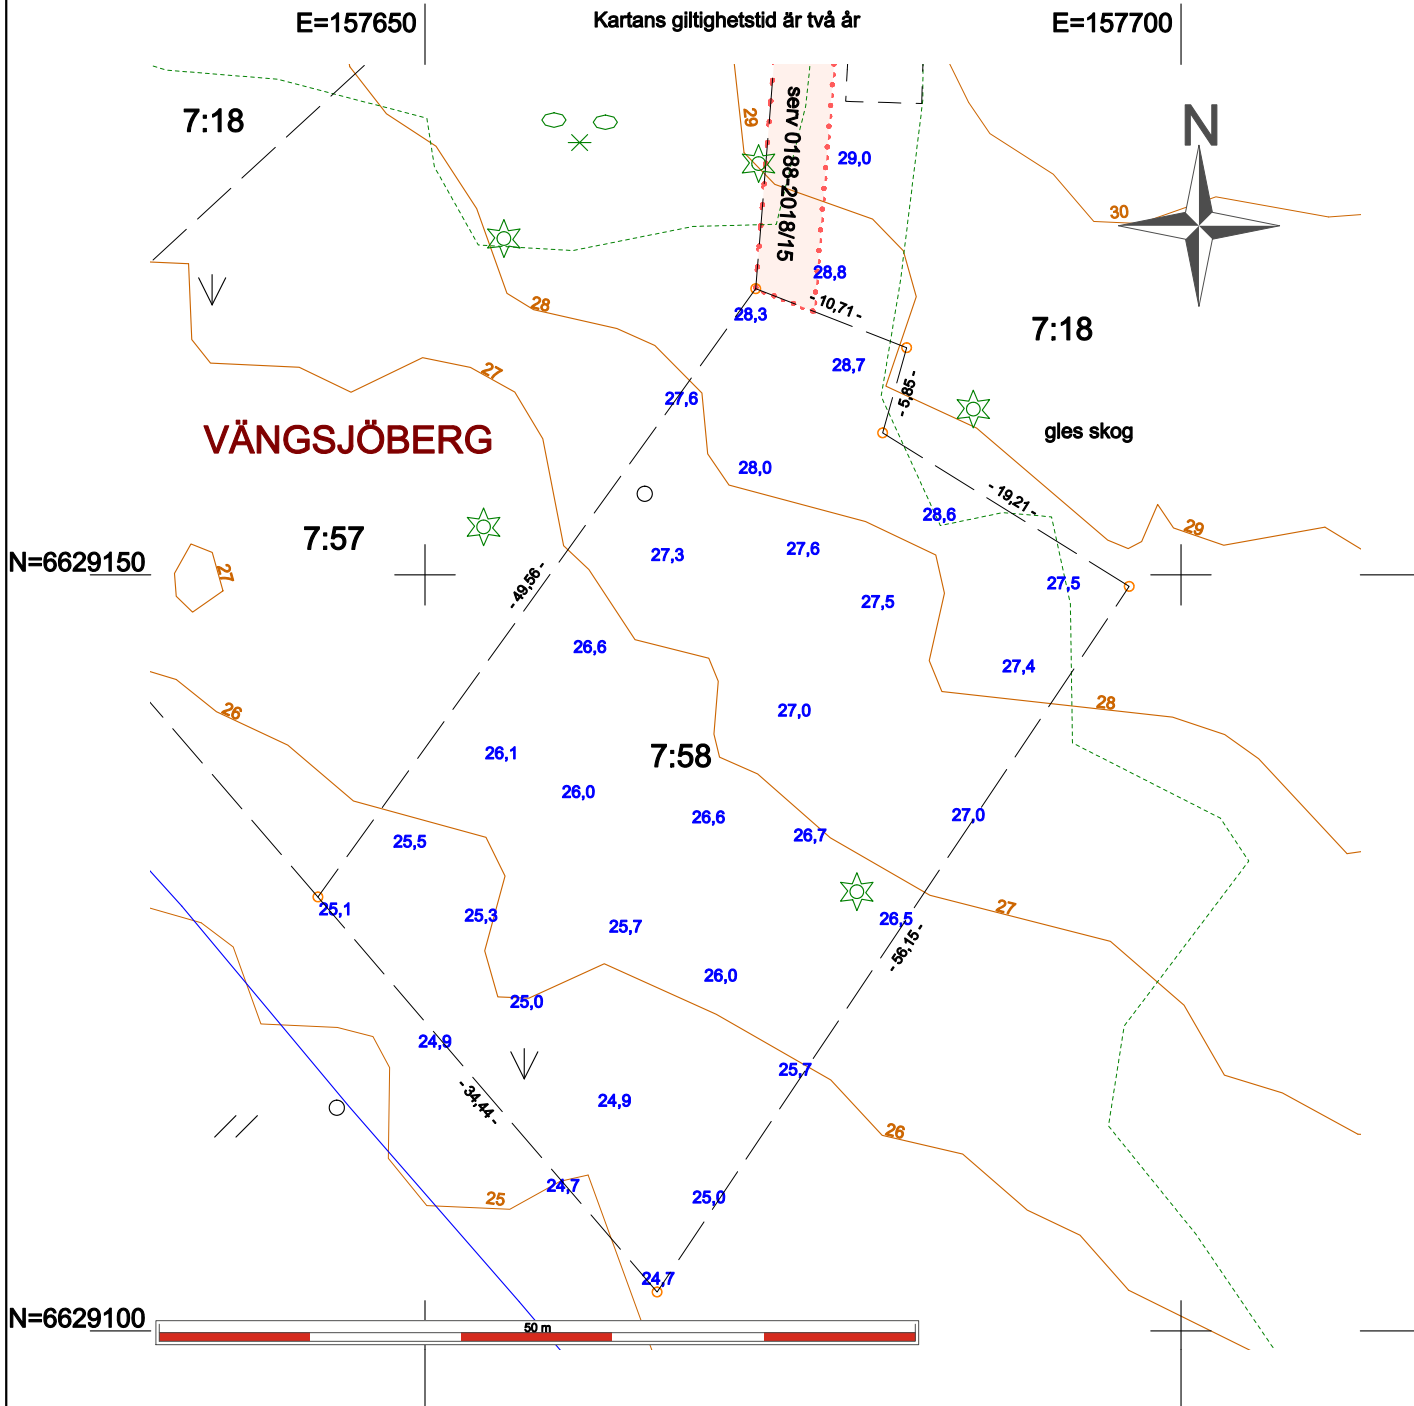 E=157650
Kartans giltighetstid är två år
E=157700
7:18
29
serv 0188-2018/15
29,0
N
30
28,8
28
28,3
- 10,71 -
7:18
27
28,7
- 5,85 -
27,6
VÄNGSJÖBERG
gles skog
28,0
- 19,21 -
28,6
29
7:57
27,3
27,6
N=6629150
27
- 49,56 -
27,5
27,5
26,6
27,4
26
27,0
28
26,1
7:58
26,0
26,6
27,0
26,7
25,5
25,1
25,3
25,7
26,5
27
- 56,15 -
26,0
25,0
24,9
25,7
- 34,44 -
24,9
26
24,7
25
25,0
24,7
N=6629100
50 m